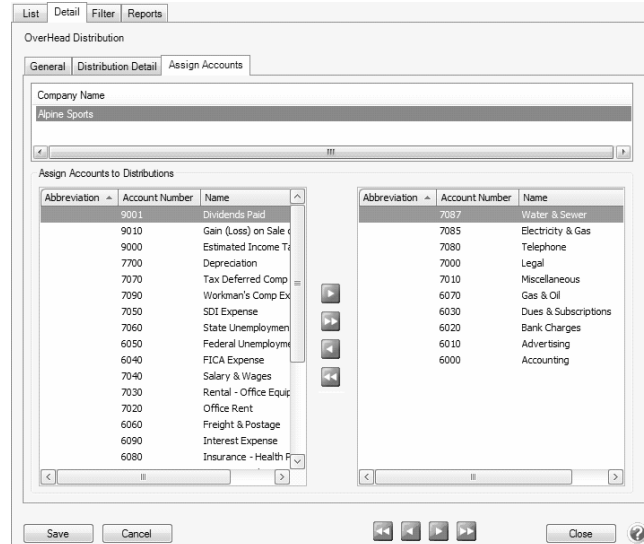 List Detail Filter Reports
OverHead Distribution
General Distribution Detail Assign Accounts
Company Name
Alpine Sports
Assign Accounts to Distributions
Abbreviation Account Number Name Abbreviation Account Number Name
9001 Dividends Paid 7087 Water & Sewer
9010 Gain (Loss) on Sale 7085 Electricity & Gas
9000 Estimated Income Ta 7080 Telephone
7700 Depreciation 7000 Legal
7070 Tax Deferred Comp 7010 Miscellaneous
7090 Workman's Comp Ex 6070 Gas & Oil
7050 SDI Expense 6030 Dues & Subscriptions
7060 State Unemploymen 6020 Bank Charges
6050 Federal Unemployme 6010 Advertising
6040 FICA Expense 6000 Accounting
7040 Salary & Wages
7030 Rental - Office Equip
7020 Office Rent
6060 Freight & Postage
6090 Interest Expense
6080 Insurance - Health P
Save Cancel Close ?